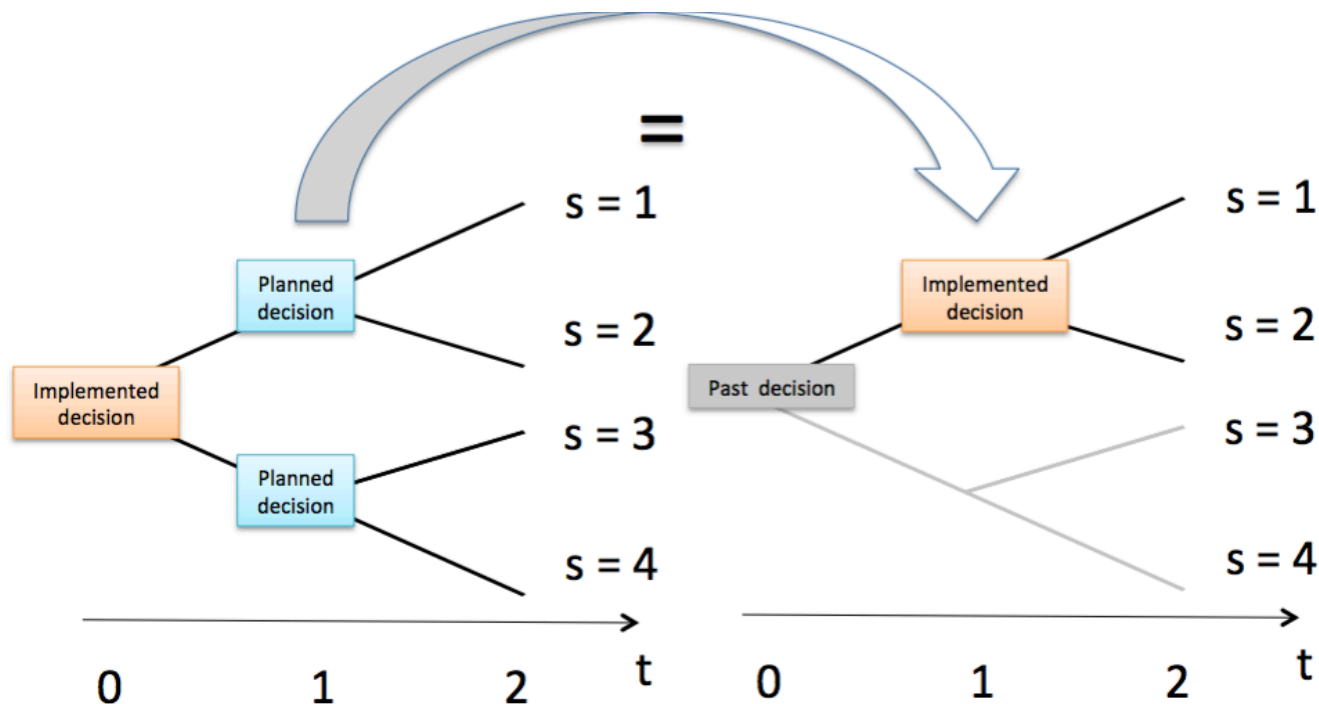 =
s = 1
Planned
decision
s = 2
Implemented
decision
s = 3
Planned
decision
s = 4
0 1 2 t
s = 1
Implemented
decision
s = 2
Past decision
s = 3
s = 4
0 1 2 t